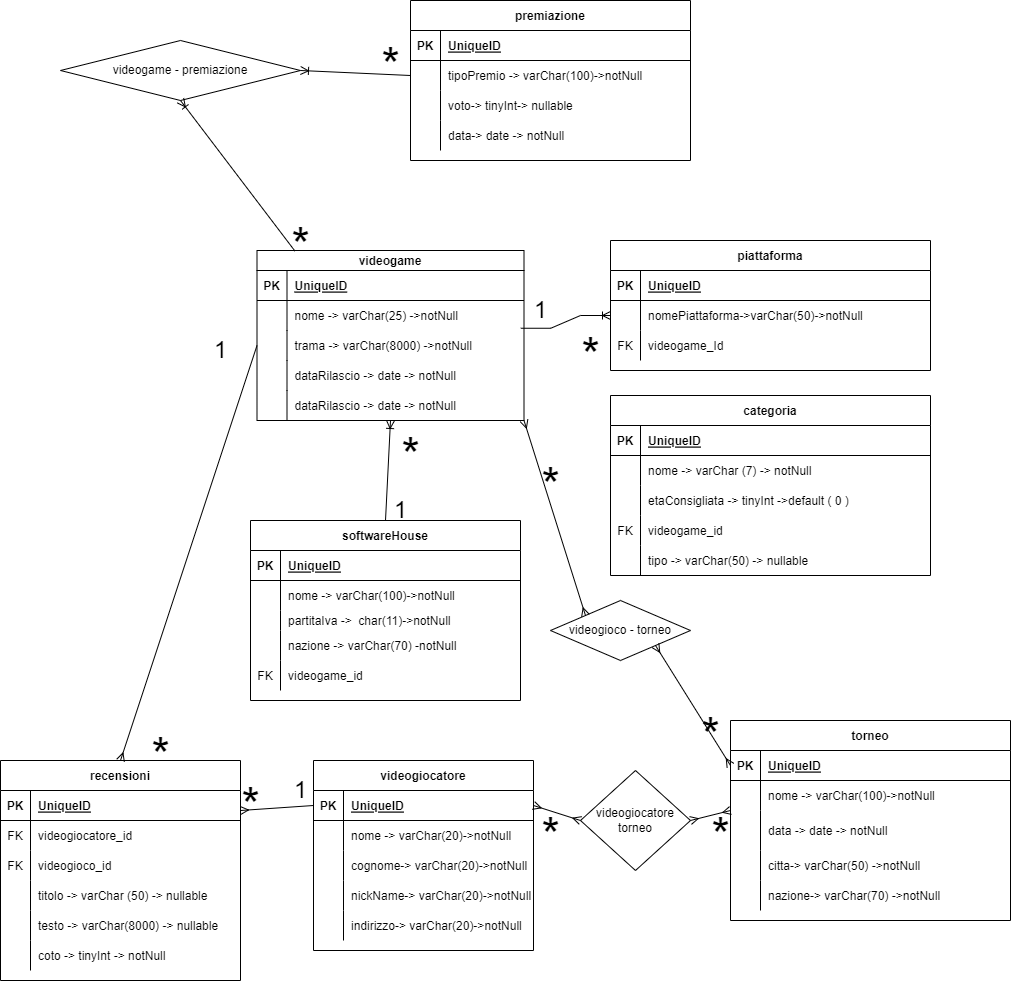 premiazione
PK UniqueID
tipoPremio -> varChar(100)->notNull
voto-> tinyInt-> nullable
data-> date -> notNull
videogame - premiazione
*
*
videogame
PK UniqueID
nome -> varChar(25) ->notNull
trama -> varChar(8000) ->notNull
dataRilascio -> date -> notNull
dataRilascio -> date -> notNull
1
*
piattaforma
PK UniqueID
nomePiattaforma->varChar(50)->notNull
FK videogame_Id
1
categoria
PK UniqueID
nome -> varChar (7) -> notNull
etaConsigliata -> tinyInt ->default ( 0 )
FK videogame_id
tipo -> varChar(50) -> nullable
*
*
1
softwareHouse
PK UniqueID
nome -> varChar(100)->notNull
partitaIva -> char(11)->notNull
nazione -> varChar(70) -notNull
FK videogame_id
videogioco - torneo
*
torneo
PK UniqueID
nome -> varChar(100)->notNull
data -> date -> notNull
citta-> varChar(50) ->notNull
nazione-> varChar(70) ->notNull
*
recensioni
PK UniqueID
FK videogiocatore_id
FK videogioco_id
titolo -> varChar (50) -> nullable
testo -> varChar(8000) -> nullable
coto -> tinyInt -> notNull
*
1
videogiocatore
PK UniqueID
nome -> varChar(20)->notNull
cognome-> varChar(20)->notNull
nickName-> varChar(20)->notNull
indirizzo-> varChar(20)->notNull
*
videogiocatore
torneo
*